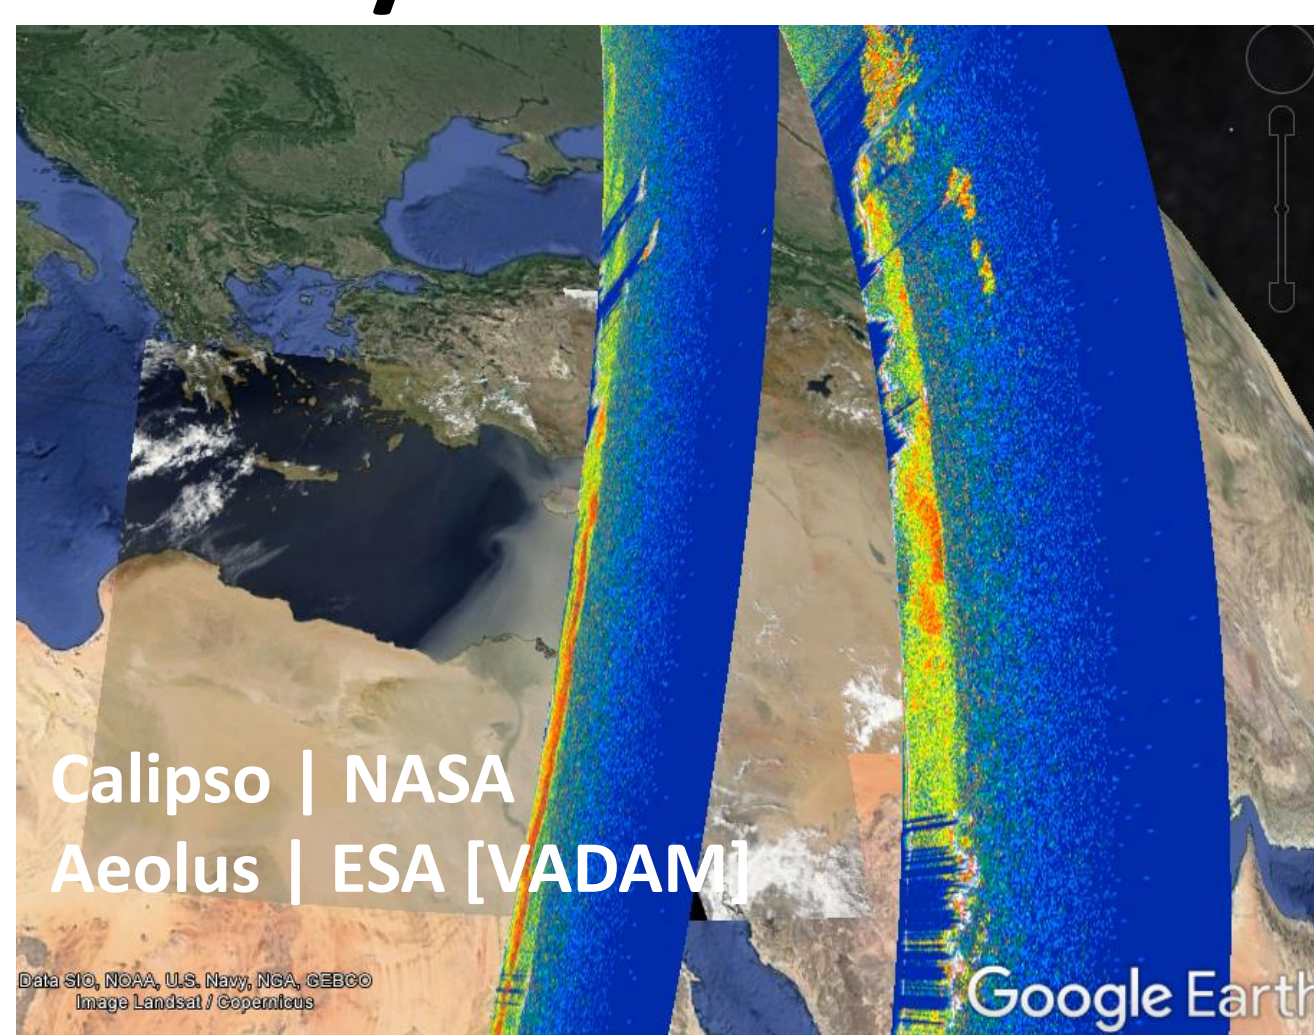 Calipso | NASA
Aeolus | ESA [VADAM]
Data SIO, NOAA, U.S. Navy, NGA, GEBCO
Image Landsat / Copernicus
Google Earth